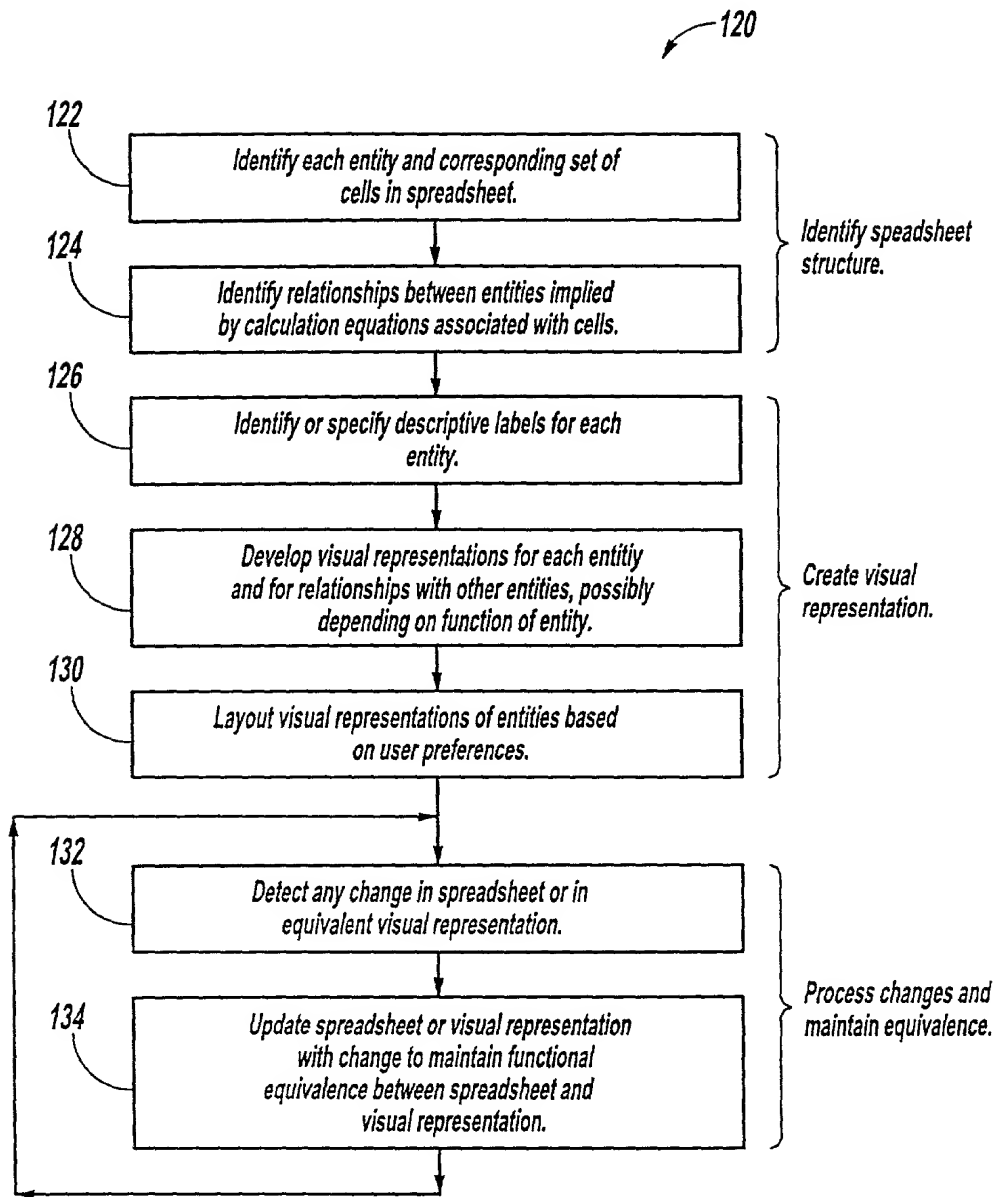 120
122
Identify each entity and corresponding set of
cells in spreadsheet.
124
Identify speadsheet
structure.
Identify relationships between entities implied
by calculation equations associated with cells.
126
Identify or specify descriptive labels for each
entity.
128
Develop visual representations for each entitiy
and for relationships with other entities, possibly
depending on function of entity.
Create visual
representation.
130
Layout visual representations of entities based
on user preferences.
132
Detect any change in spreadsheet or in
equivalent visual representation.
134
Update spreadsheet or visual representation
with change to maintain functional
equivalence between spreadsheet and
visual representation.
Process changes and
maintain equivalence.